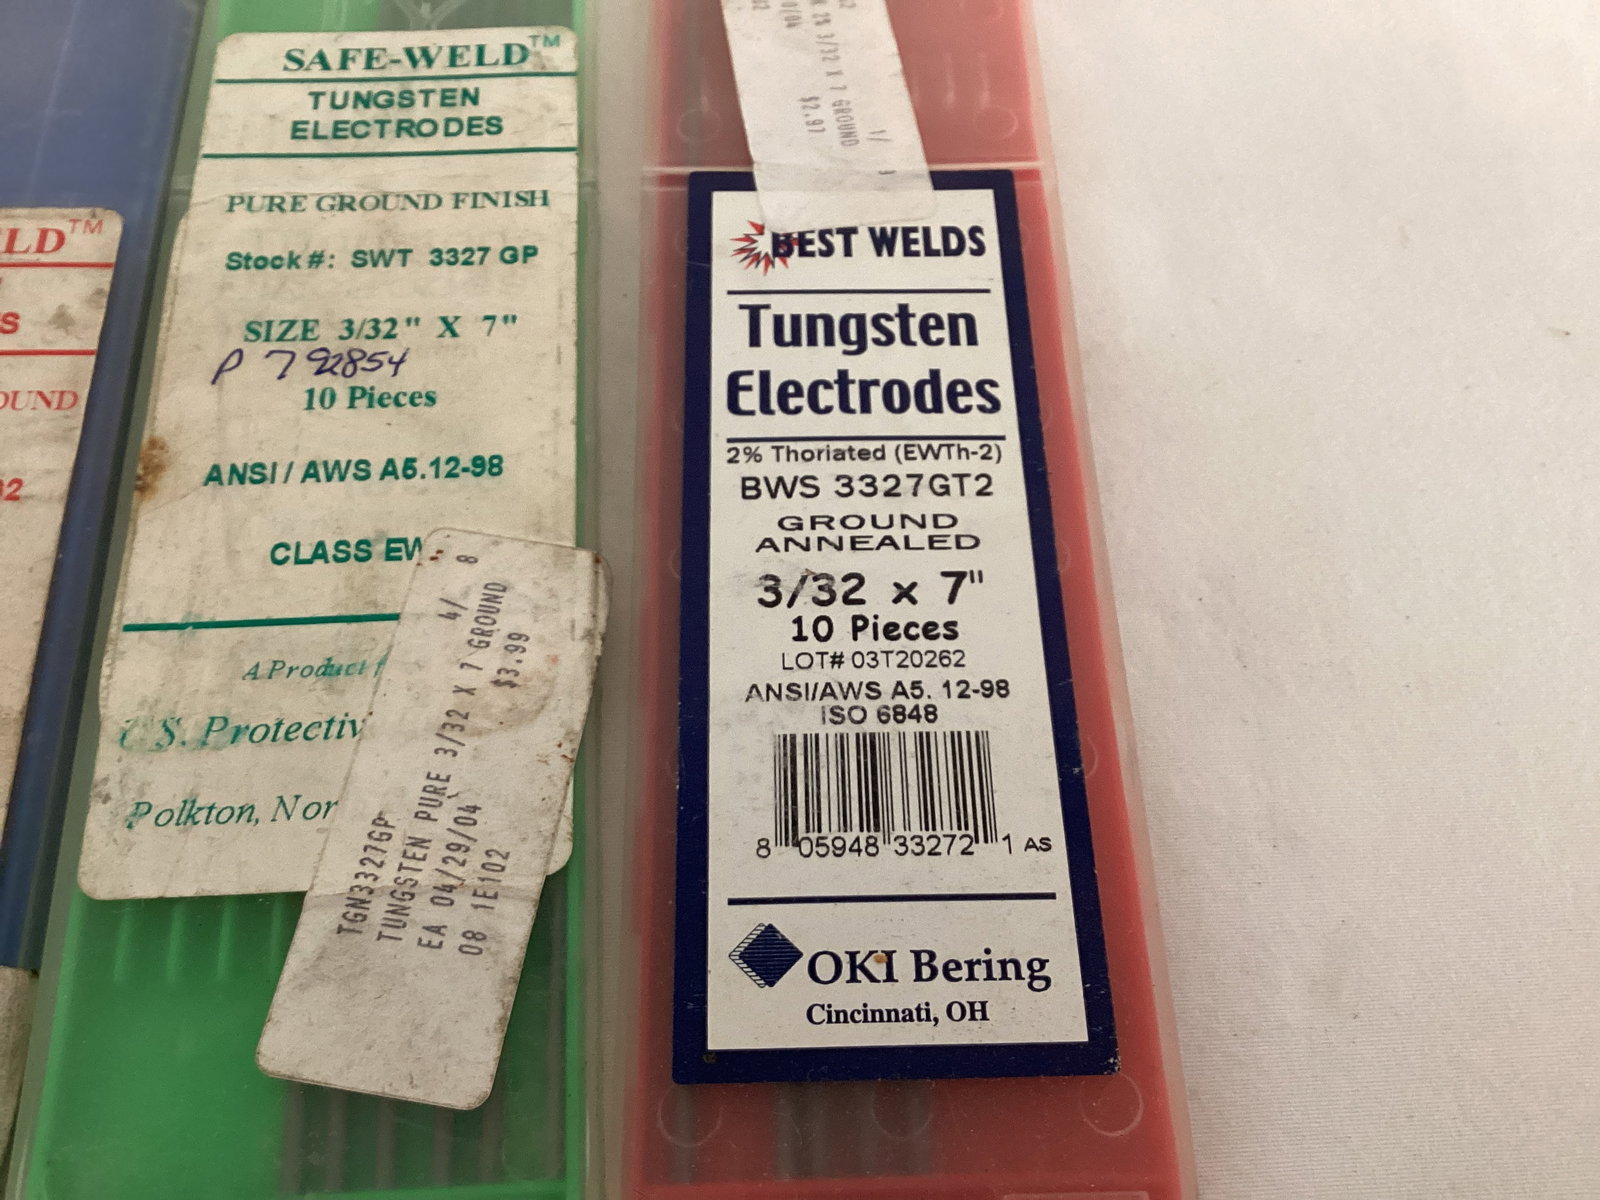 LD™
S
OUND
SAFE-WELD™
TUNGSTEN
ELECTRODES
PURE GROUND FINISH
Stock #: SWT 3327 GP
SIZE 3/32" X 7"
P 792854
10 Pieces
ANSI / AWS A5.12-98
CLASS EW
A Product
U.S. Protectiv
Polkton, Nor
4/ 8
TGN3327GP
TUNGSTEN PURE 3/32 X 7 GROUND
EA 04/29/04 $3.99
08 1E102
3/32 X 7 GROUND
$2.97
1/
BEST WELDS
Tungsten
Electrodes
2% Thoriated (EWTh-2)
BWS 3327GT2
GROUND
ANNEALED
3/32 x 7"
10 Pieces
LOT# 03T20262
ANSI/AWS A5. 12-98
ISO 6848
8 05948 33272 1 AS
OKI Bering
Cincinnati, OH